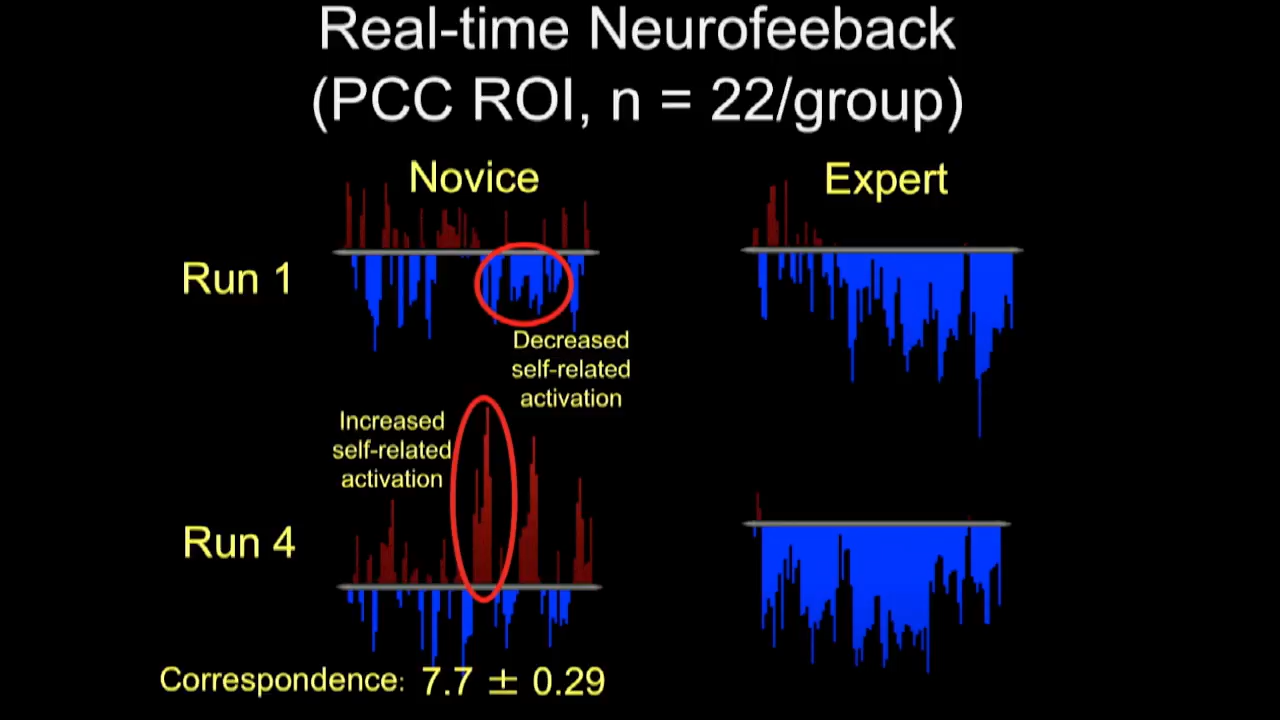 Real-time Neurofeeback
(PCC ROI, n = 22/group)
Novice
Expert
Run 1
Decreased
self-related
activation
Increased
self-related
activation
Run 4
Correspondence: 7.7 ± 0.29